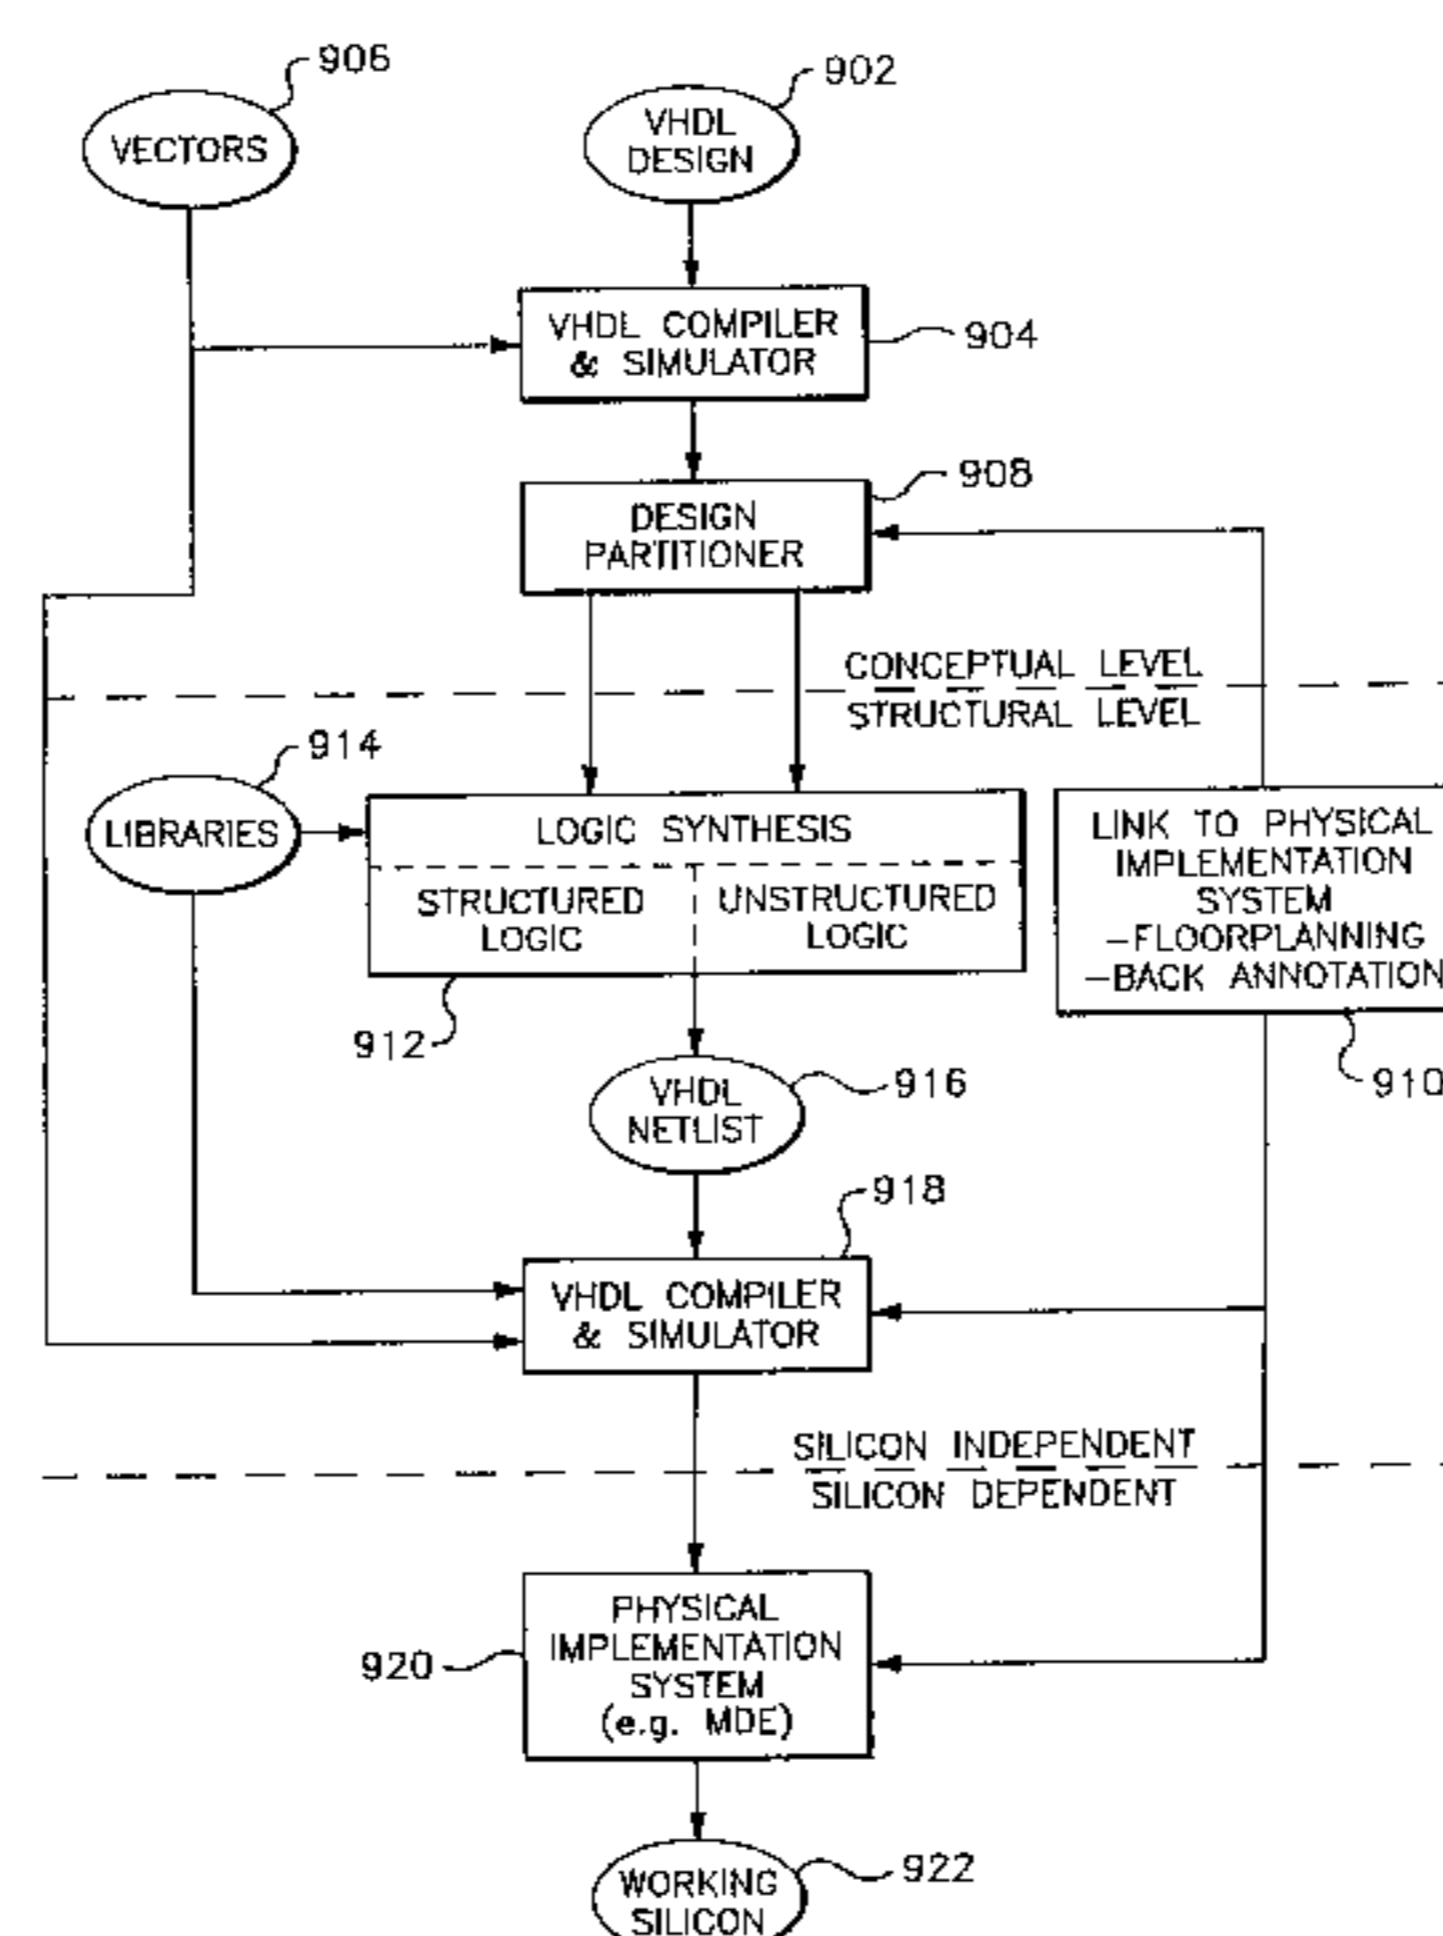 906
902
VECTORS
VHDL
DESIGN
VHDL COMPILER
& SIMULATOR
904
908
DESIGN
PARTITIONER
CONCEPTUAL LEVEL
STRUCTURAL LEVEL
914
LIBRARIES
LOGIC SYNTHESIS
STRUCTURED
LOGIC
UNSTRUCTURED
LOGIC
LINK TO PHYSICAL
IMPLEMENTATION
SYSTEM
-FLOORPLANNING
-BACK ANNOTATION
912
910
VHDL
NETLIST
916
918
VHDL COMPILER
& SIMULATOR
SILICON INDEPENDENT
SILICON DEPENDENT
PHYSICAL
IMPLEMENTATION
SYSTEM
(e.g. MDE)
920
922
WORKING
SILICON